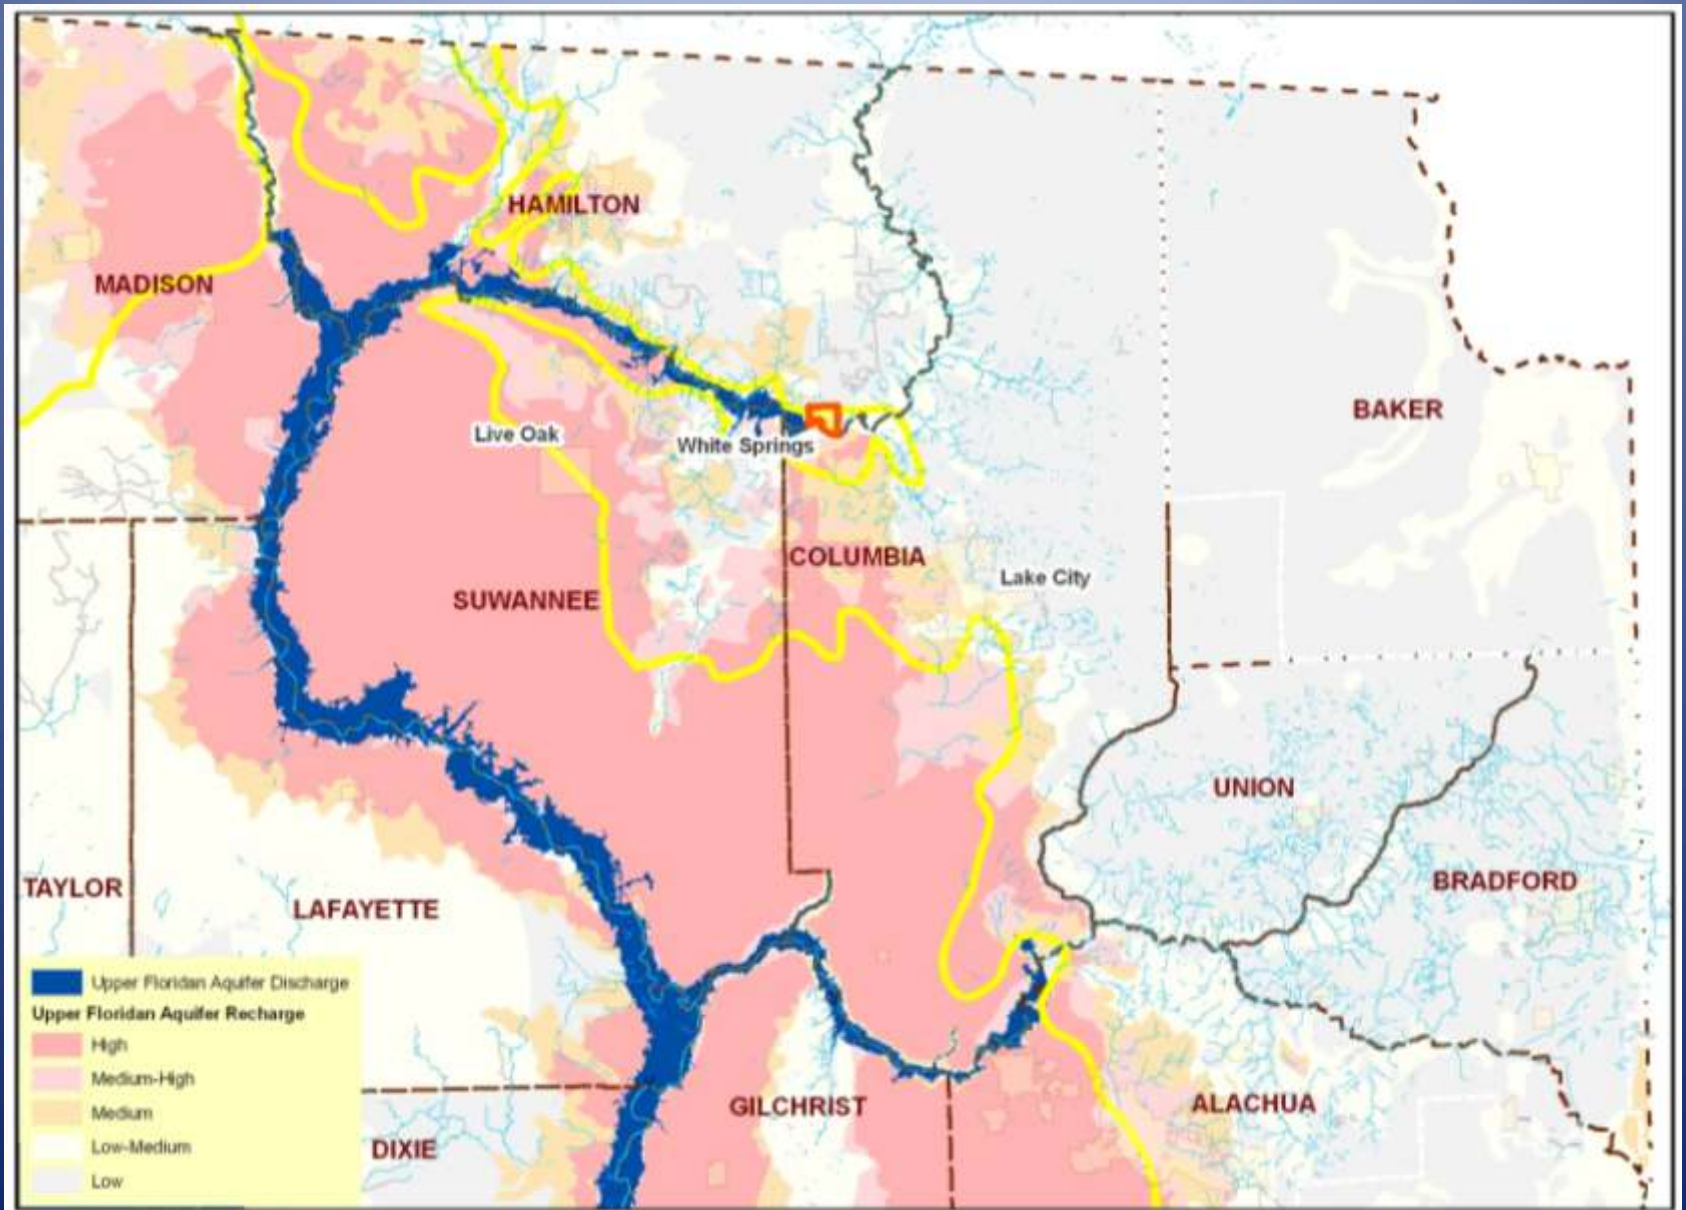 HAMILTON
MADISON
BAKER
Live Oak
White Springs
COLUMBIA
Lake City
SUWANNEE
UNION
TAYLOR
LAFAYETTE
BRADFORD
GILCHRIST
ALACHUA
DIXIE
Upper Floridan Aquifer Discharge
Upper Floridan Aquifer Recharge
High
Medium-High
Medium
Low-Medium
Low